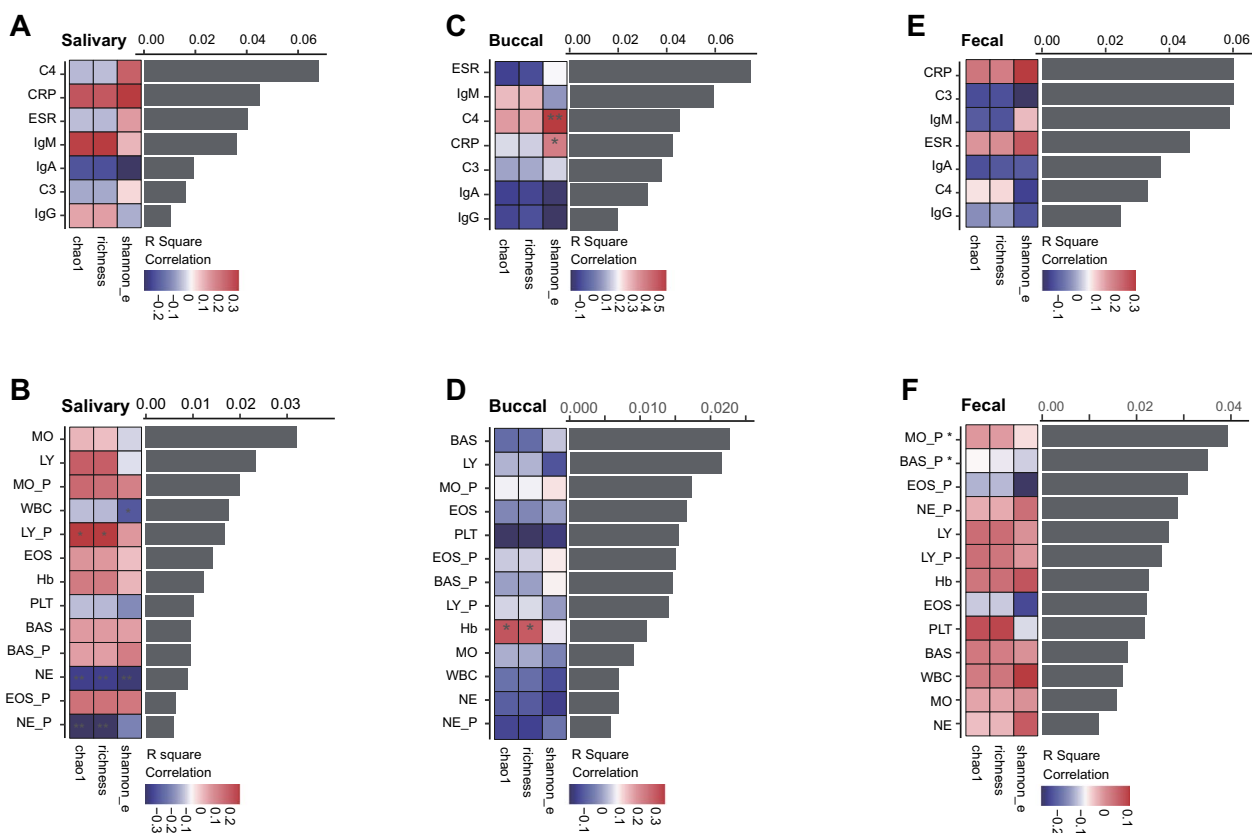 A
Salivary
0.00 0.02 0.04 0.06
C4
CRP
ESR
IgM
IgA
C3
IgG
chao1
richness
shannon_e
R Square
Correlation
−0.2 −0.1 0 0.1 0.2 0.3
C
Buccal
0.00 0.02 0.04 0.06
ESR
IgM
C4 **
CRP *
C3
IgA
IgG
chao1
richness
shannon_e
R Square
Correlation
−0.1 0 0.1 0.2 0.3 0.4 0.5
E
Fecal
0.00 0.02 0.04 0.06
CRP
C3
IgM
ESR
IgA
C4
IgG
chao1
richness
shannon_e
R Square
Correlation
−0.1 0 0.1 0.2 0.3
B
Salivary
0.00 0.01 0.02 0.03
MO
LY
MO_P
WBC *
LY_P * *
EOS
Hb
PLT
BAS
BAS_P
NE ** ** **
EOS_P
NE_P ** **
chao1
richness
shannon_e
R square
Correlation
−0.3 −0.2 −0.1 0 0.1 0.2
D
Buccal
0.000 0.010 0.020
BAS
LY
MO_P
EOS
PLT
EOS_P
BAS_P
LY_P
Hb * *
MO
WBC
NE
NE_P
chao1
richness
shannon_e
R Square
Correlation
−0.1 0 0.1 0.2 0.3
F
Fecal
0.00 0.02 0.04
MO_P *
BAS_P *
EOS_P
NE_P
LY
LY_P
Hb
EOS
PLT
BAS
WBC
MO
NE
chao1
richness
shannon_e
R Square
Correlation
−0.2 −0.1 0 0.1